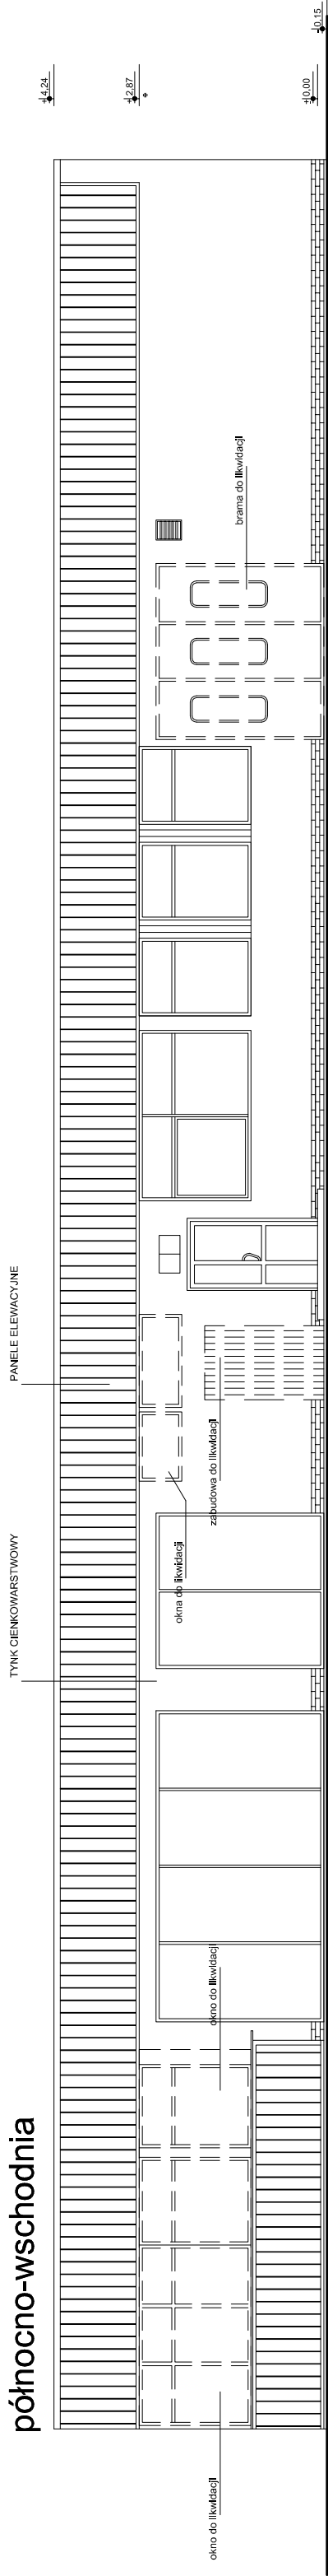 północno-wschodnia
TYNK CIENKOWARSTWOWY
PANELE ELEWACYJNE
okno do likwidacji
okno do likwidacji
okna do likwidacji
zabudowa do likwidacji
brama do likwidacji
+4,24
+2,87
±0,00
-0,15